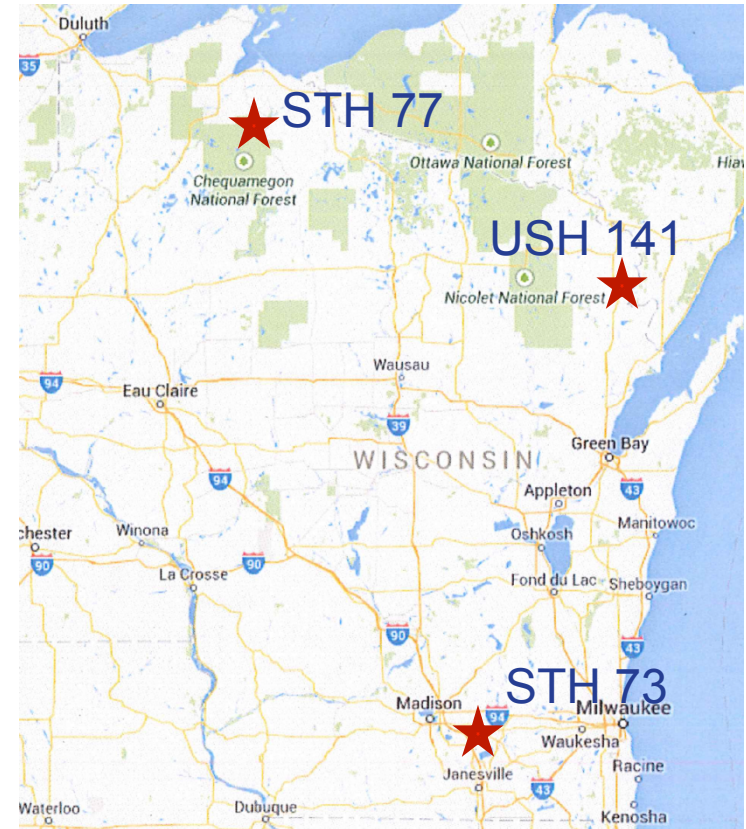 Duluth
35
STH 77
Ottawa National Forest
Hiaw
Chequamegon
National Forest
USH 141
Nicolet National Forest
94
Eau Claire
Wausau
39
WISCONSIN
Green Bay
94
43
Appleton
chester
Winona
Oshkosh
Manitowoc
90
90
La Crosse
Fond du Lac
Sheboygan
90
43
STH 73
Madison
94
Milwaukee
Waukesha
Janesville
Racine
43
Waterloo
Dubuque
Kenosha